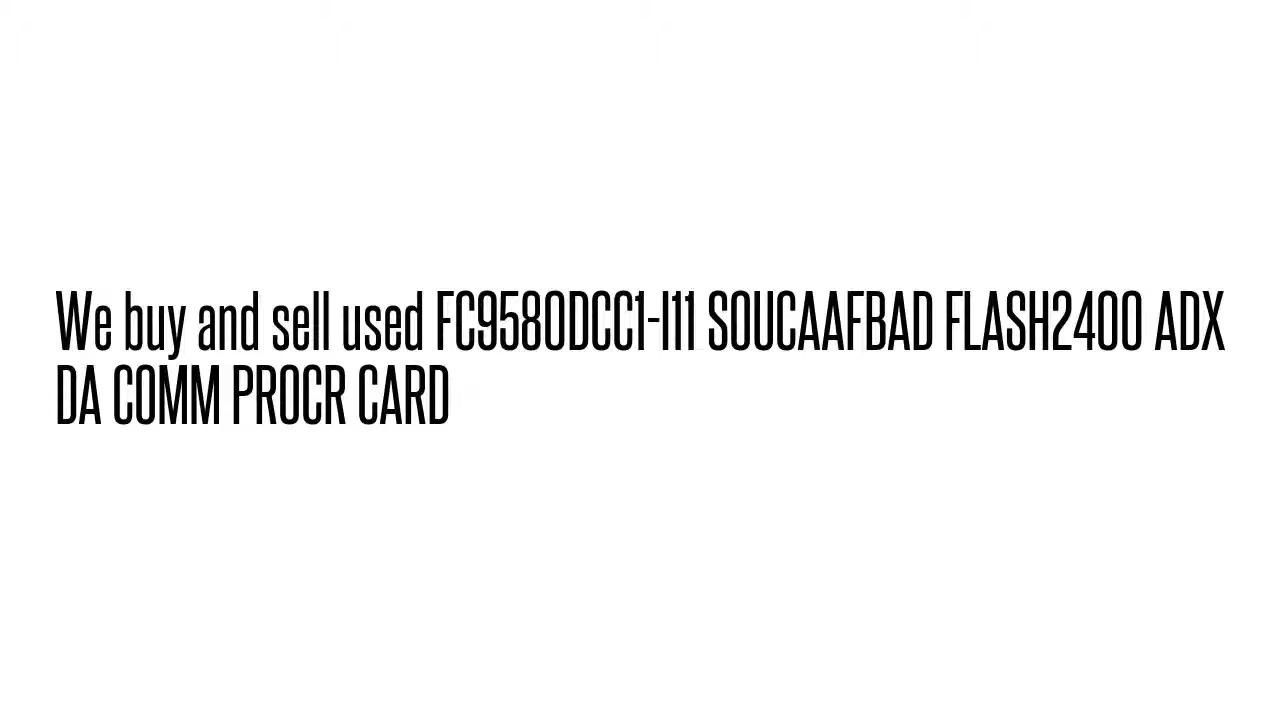 We buy and sell used FC9580DCC1-I11 SOUCAAFBAD FLASH2400 ADX
DA COMM PROCR CARD